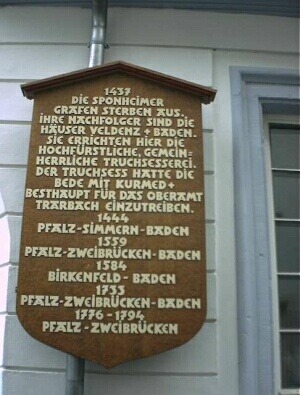 1437
DIE SPONHEIMER
GRAFEN STERBEN AUS.
IHRE NACHFOLGER SIND DIE
HÄUSER VELDENZ + BADEN.
SIE ERRICHTEN HIER DIE
HOCHFÜRSTLICHE, GEMEIN=
HERRLICHE TRUCHSESSEREI.
DER TRUCHSESS HATTE DIE
BEDE MIT KURMED +
BESTHAUPT FÜR DAS OBERAMT
TRARBACH EINZUTREIBEN.
1444
PFALZ-SIMMERN-BADEN
1559
PFALZ-ZWEIBRÜCKEN-BADEN
1584
BIRKENFELD-BADEN
1733
PFALZ-ZWEIBRÜCKEN-BADEN
1776-1794
PFALZ-ZWEIBRÜCKEN